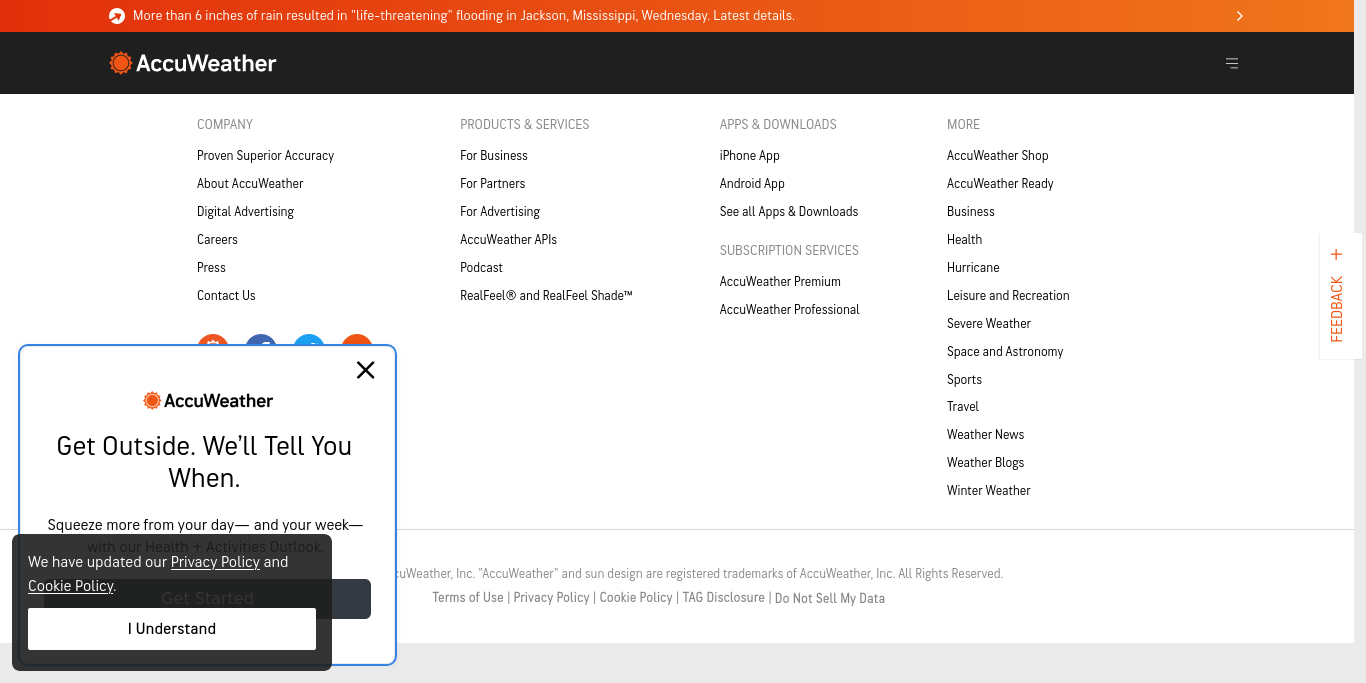 More than 6 inches of rain resulted in "life-threatening" flooding in Jackson, Mississippi, Wednesday. Latest details.
AccuWeather
COMPANY
Proven Superior Accuracy
About AccuWeather
Digital Advertising
Careers
Press
Contact Us
PRODUCTS & SERVICES
For Business
For Partners
For Advertising
AccuWeather APIs
Podcast
RealFeel® and RealFeel Shade™
APPS & DOWNLOADS
iPhone App
Android App
See all Apps & Downloads
SUBSCRIPTION SERVICES
AccuWeather Premium
AccuWeather Professional
MORE
AccuWeather Shop
AccuWeather Ready
Business
Health
Hurricane
Leisure and Recreation
Severe Weather
Space and Astronomy
Sports
Travel
Weather News
Weather Blogs
Winter Weather
FEEDBACK +
AccuWeather
Get Outside. We'll Tell You
When.
Squeeze more from your day— and your week—
with our Health + Activities Outlook.
Get Started
We have updated our Privacy Policy and
Cookie Policy.
I Understand
cuWeather, Inc. "AccuWeather" and sun design are registered trademarks of AccuWeather, Inc. All Rights Reserved.
Terms of Use | Privacy Policy | Cookie Policy | TAG Disclosure | Do Not Sell My Data